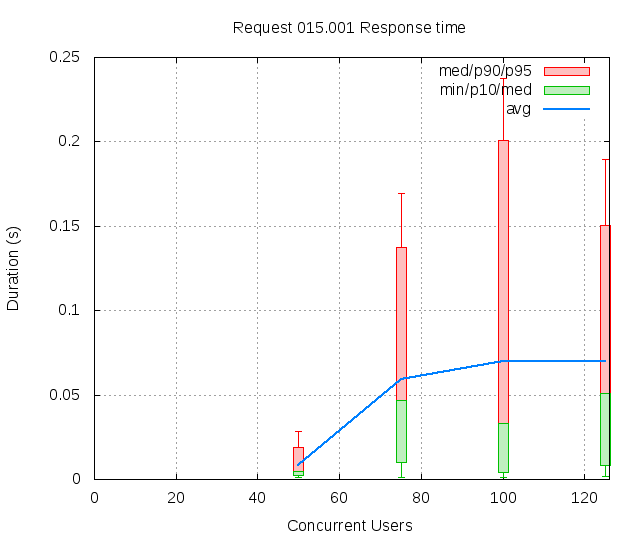 Request 015.001 Response time
0.25
0.2
0.15
0.1
0.05
0
Duration (s)
med/p90/p95
min/p10/med
avg
0 20 40 60 80 100 120
Concurrent Users